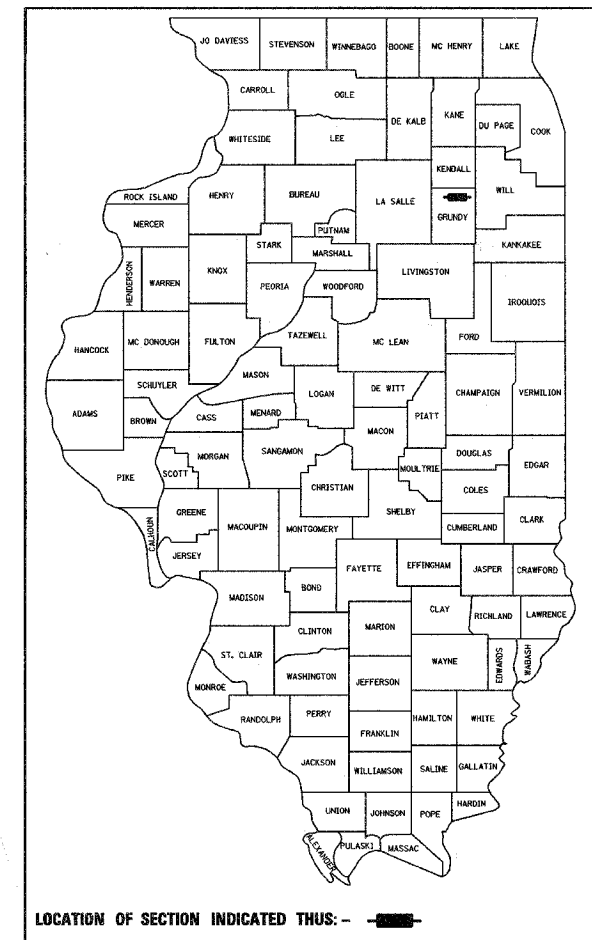 JO DAVIESS STEVENSON WINNEBAGO BOONE MC HENRY LAKE
CARROLL OGLE DE KALB KANE DU PAGE COOK
WHITESIDE LEE KENDALL WILL
ROCK ISLAND HENRY BUREAU LA SALLE GRUNDY
MERCER STARK PUTNAM MARSHALL KANKAKEE
HENDERSON WARREN KNOX PEORIA WOODFORD LIVINGSTON IROQUOIS
HANCOCK MC DONOUGH FULTON TAZEWELL MC LEAN FORD
SCHUYLER MASON LOGAN DE WITT CHAMPAIGN VERMILION
ADAMS BROWN CASS MENARD MACON PIATT
PIKE SCOTT MORGAN SANGAMON CHRISTIAN MOULTRIE DOUGLAS EDGAR
COLES
CALHOUN GREENE MACOUPIN MONTGOMERY SHELBY CUMBERLAND CLARK
JERSEY FAYETTE EFFINGHAM JASPER CRAWFORD
MADISON BOND CLAY RICHLAND LAWRENCE
CLINTON MARION WAYNE EDWARDS WABASH
ST. CLAIR WASHINGTON JEFFERSON
MONROE RANDOLPH PERRY FRANKLIN HAMILTON WHITE
JACKSON WILLIAMSON SALINE GALLATIN
UNION JOHNSON POPE HARDIN
ALEXANDER PULASKI MASSAC
LOCATION OF SECTION INDICATED THUS: -